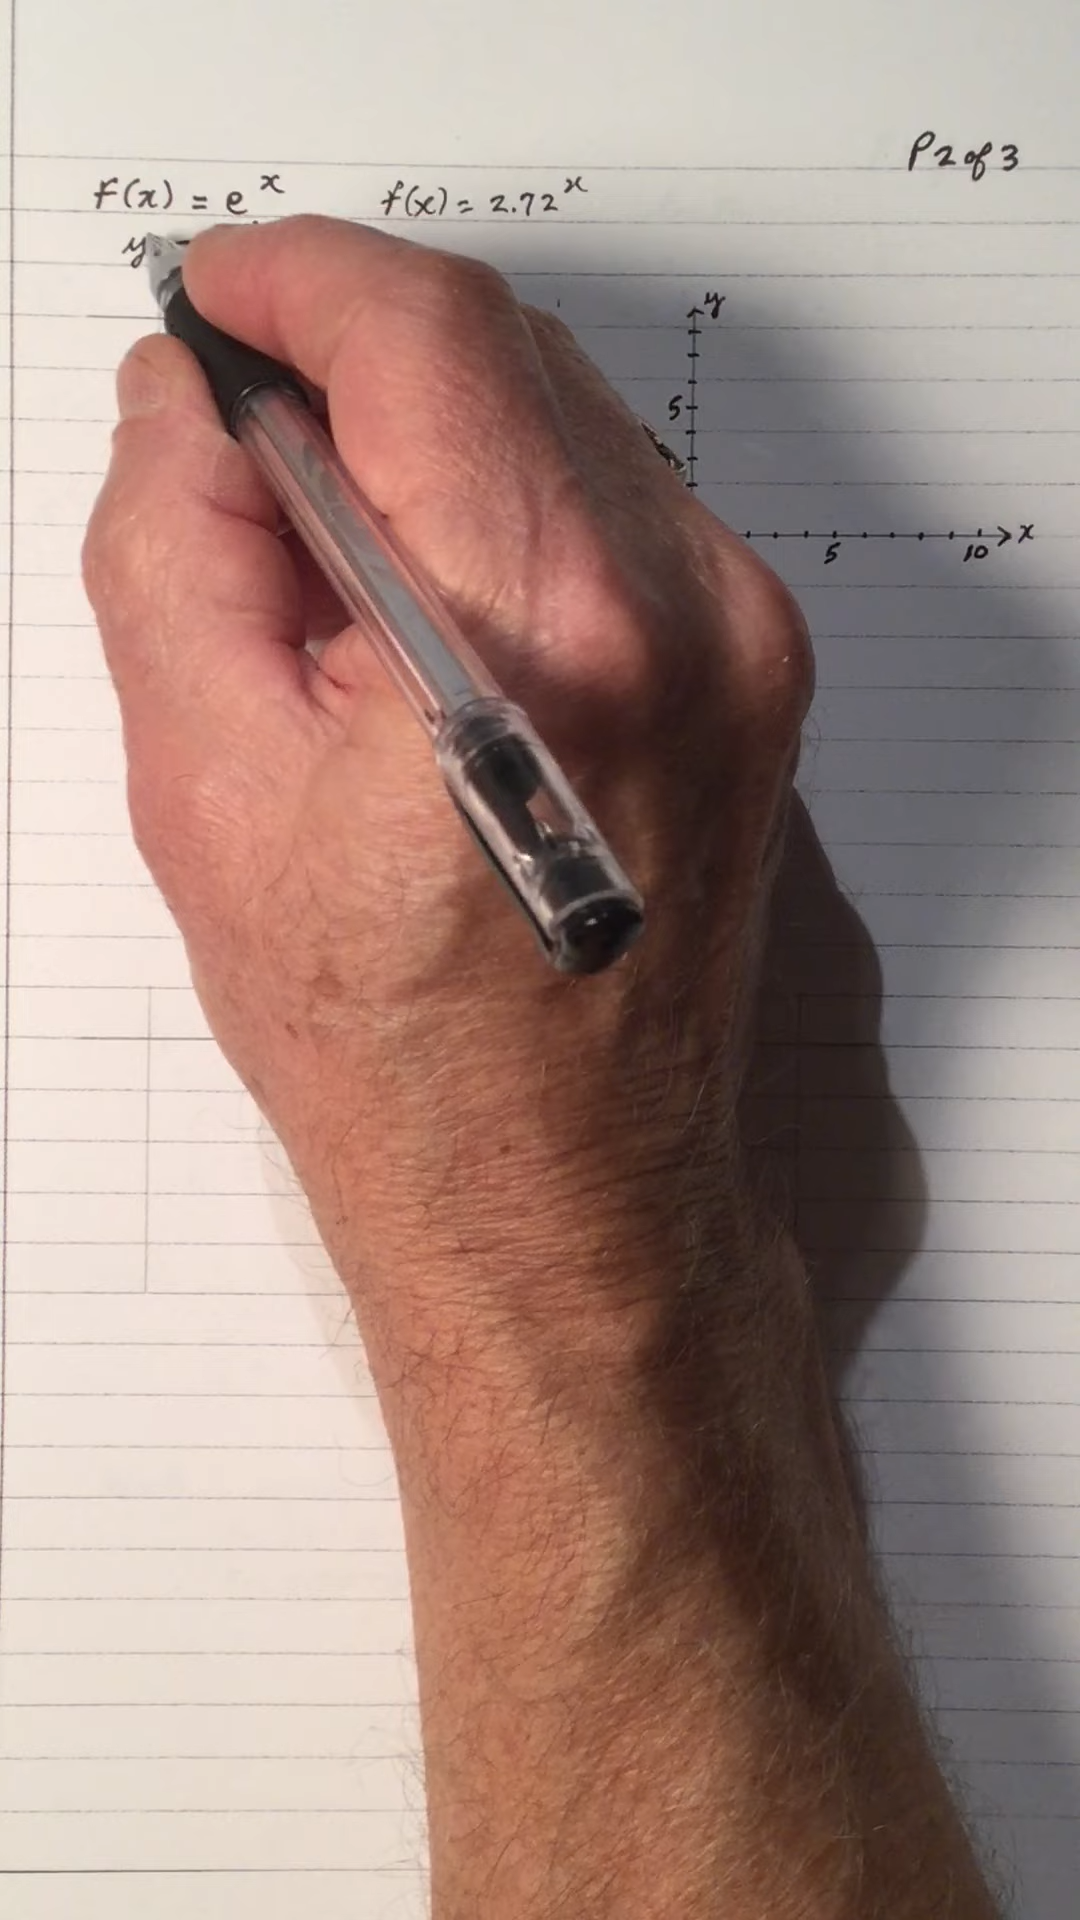 P2 of 3
f(x) = e^x f(x) = 2.72^x
y
y
5
x
5 10